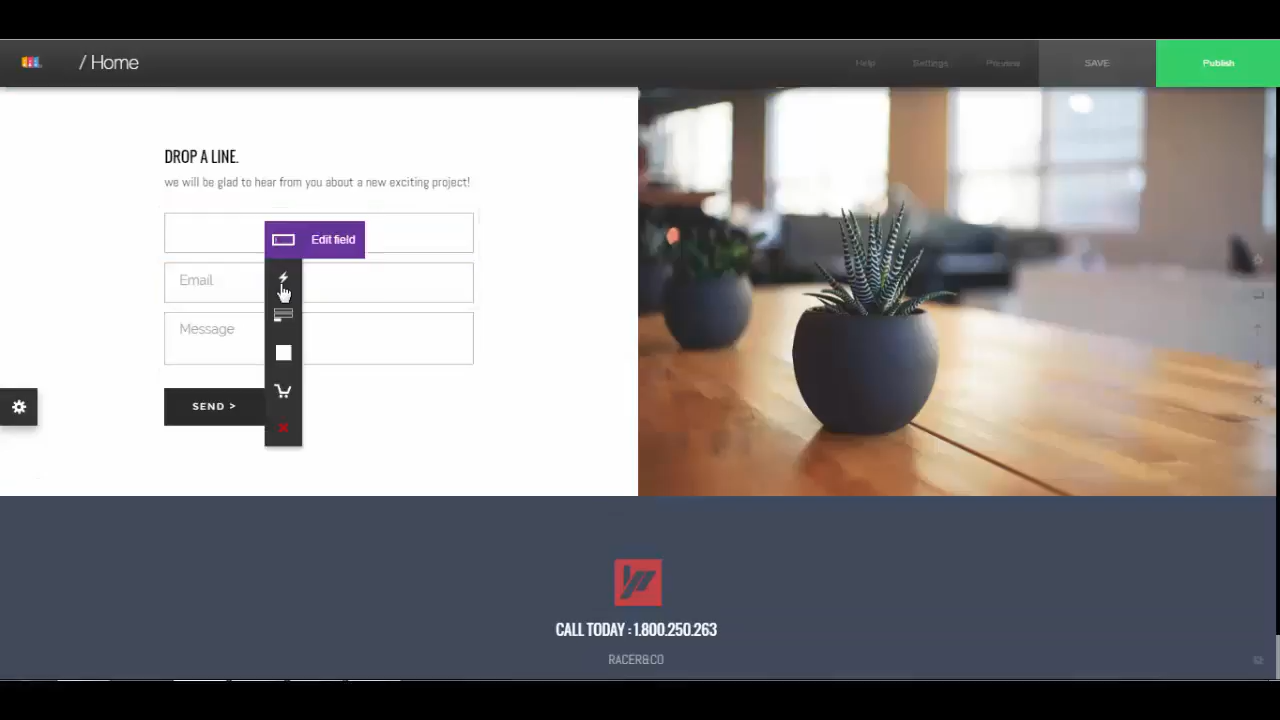 / Home
Help
Settings
Preview
SAVE
Publish
DROP A LINE.
we will be glad to hear from you about a new exciting project!
Edit field
Email
Message
SEND >
CALL TODAY : 1.800.250.263
RACER&CO